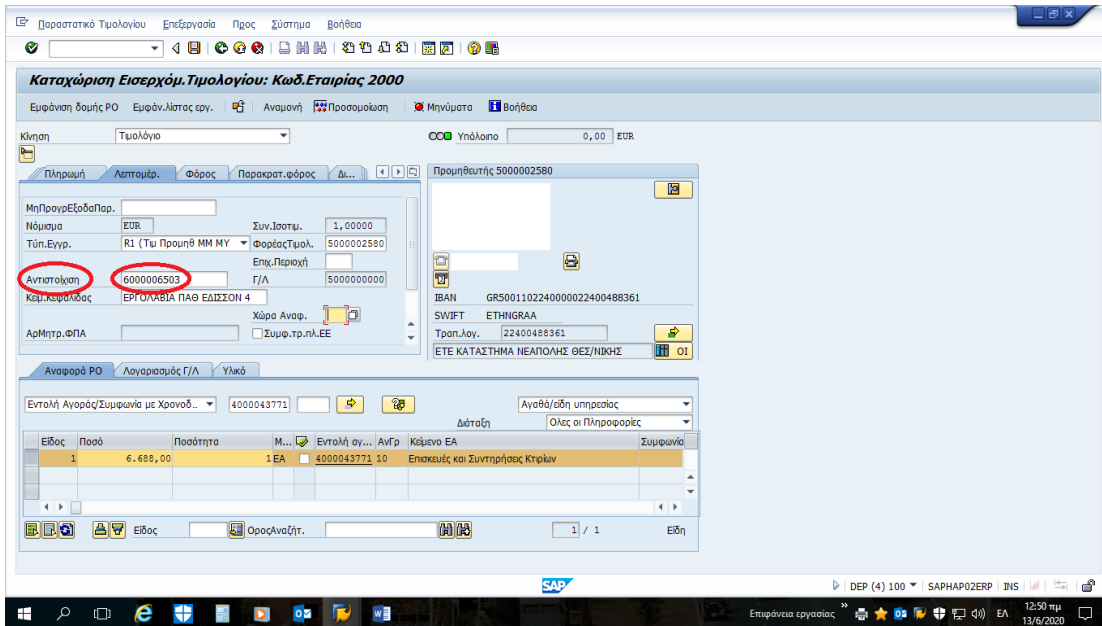 Παραστατικό Τιμολογίου Επεξεργασία Προς Σύστημα Βοήθεια
Καταχώριση Εισερχόμ.Τιμολογίου: Κωδ.Εταιρίας 2000
Εμφάνιση δομής PO Εμφάν.λίστας εργ. Αναμονή Προσομοίωση Μηνύματα Βοήθεια
Κίνηση Τιμολόγιο Υπόλοιπο 0,00 EUR
Πληρωμή Λεπτομέρ. Φόρος Παρακρατ.φόρος Δι...
Προμηθευτής 5000002580
ΜηΠρογρΕξοδαΠαρ.
Νόμισμα EUR Συν.Ισοτιμ. 1,00000
Τύπ.Εγγρ. R1 (Τιμ Προμηθ MM MY ΦορέαςΤιμολ. 5000002580
Επιχ.Περιοχή
Αντιστοίχιση 6000006503 Γ/Λ 5000000000
Κειμ.Κεφαλίδας ΕΡΓΟΛΑΒΙΑ ΠΑΘ ΕΔΙΣΣΟΝ 4
Χώρα Αναφ.
ΑρΜητρ.ΦΠΑ Συμφ.τρ.πλ.ΕΕ
IBAN GR5001102240000022400488361
SWIFT ETHNGRAA
Τραπ.λογ. 22400488361
ΕΤΕ ΚΑΤΑΣΤΗΜΑ ΝΕΑΠΟΛΗΣ ΘΕΣ/ΝΙΚΗΣ OI
Αναφορά PO Λογαριασμός Γ/Λ Υλικό
Εντολή Αγοράς/Συμφωνία με Χρονοδ.. 4000043771 Αγαθά/είδη υπηρεσίας
Διάταξη Ολες οι Πληροφορίες
Είδος Ποσό Ποσότητα Μ... Εντολή αγ... ΑνΓρ Κείμενο ΕΑ Συμφωνία
1 6.688,00 1 EA 4000043771 10 Επισκευές και Συντηρήσεις Κτιρίων
Είδος ΟροςΑναζήτ. 1 / 1 Είδη
SAP
DEP (4) 100 SAPHAP02ERP INS
Επιφάνεια εργασίας ΕΛ 12:50 πμ
13/6/2020